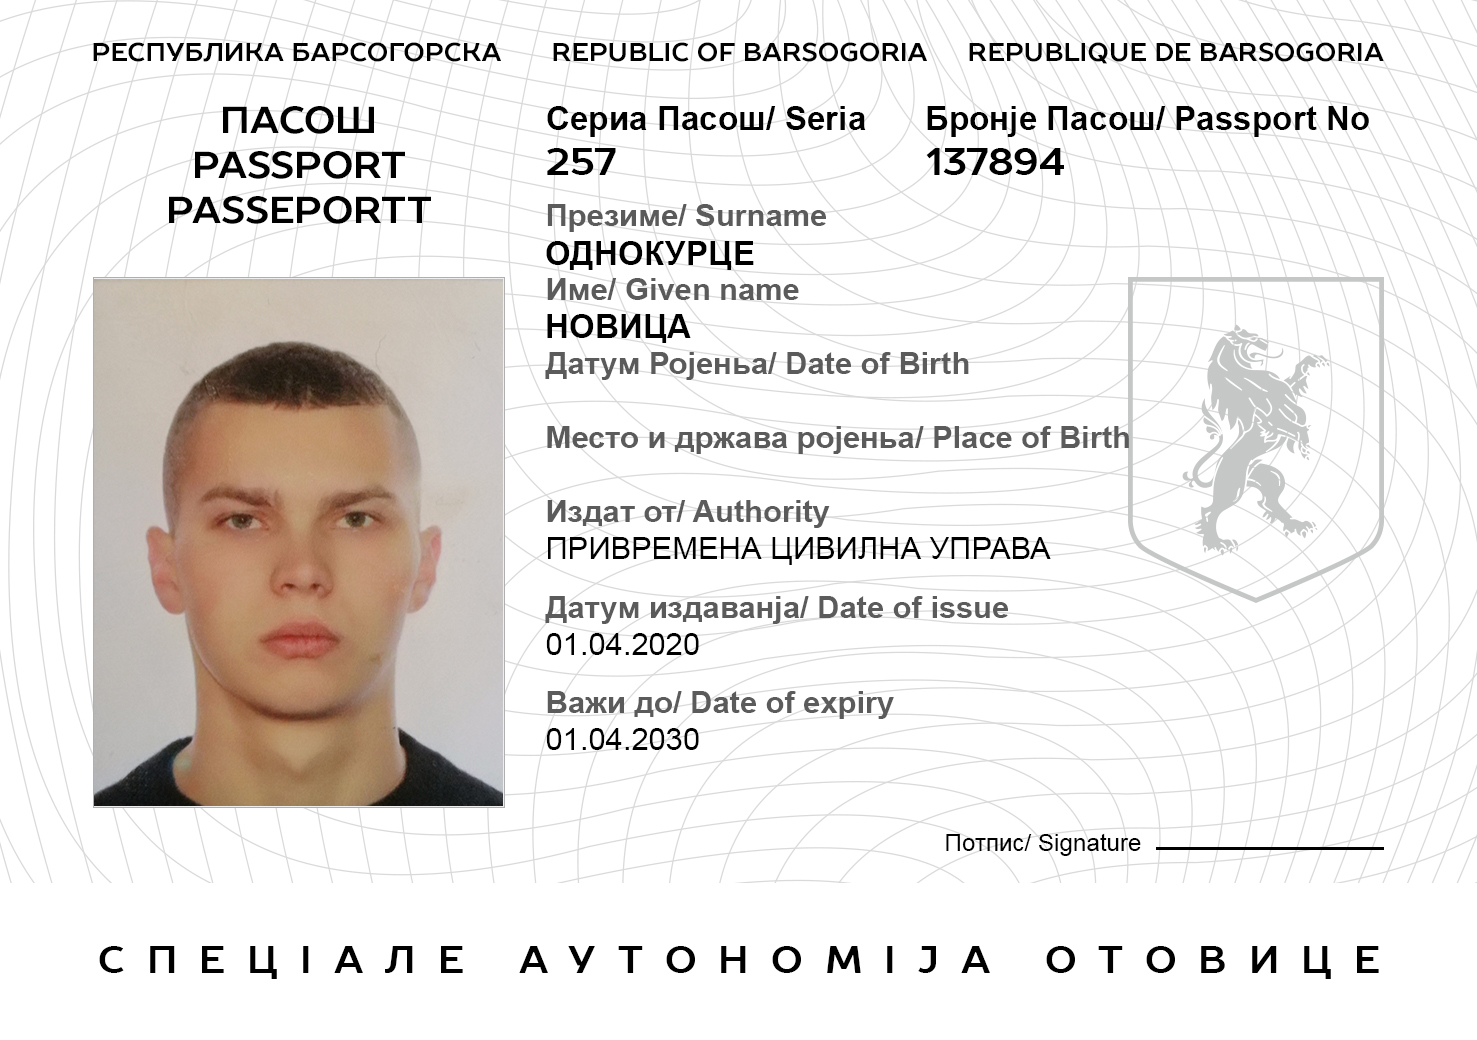 РЕСПУБЛИКА БАРСОГОРСКА REPUBLIC OF BARSOGORIA REPUBLIQUE DE BARSOGORIA
ПАСОШ
PASSPORT
PASSEPORTT
Сериа Пасош/ Seria
257
Бронје Пасош/ Passport No
137894
Презиме/ Surname
ОДНОКУРЦЕ
Име/ Given name
НОВИЦА
Датум Роjењьа/ Date of Birth
Место и држава роjењьа/ Place of Birth
Издат от/ Authority
ПРИВРЕМЕНА ЦИВИЛНА УПРАВА
Датум издаванја/ Date of issue
01.04.2020
Важи до/ Date of expiry
01.04.2030
Потпис/ Signature
СПЕЦІАЛЕ АУТОНОМІЈА ОТОВИЦЕ